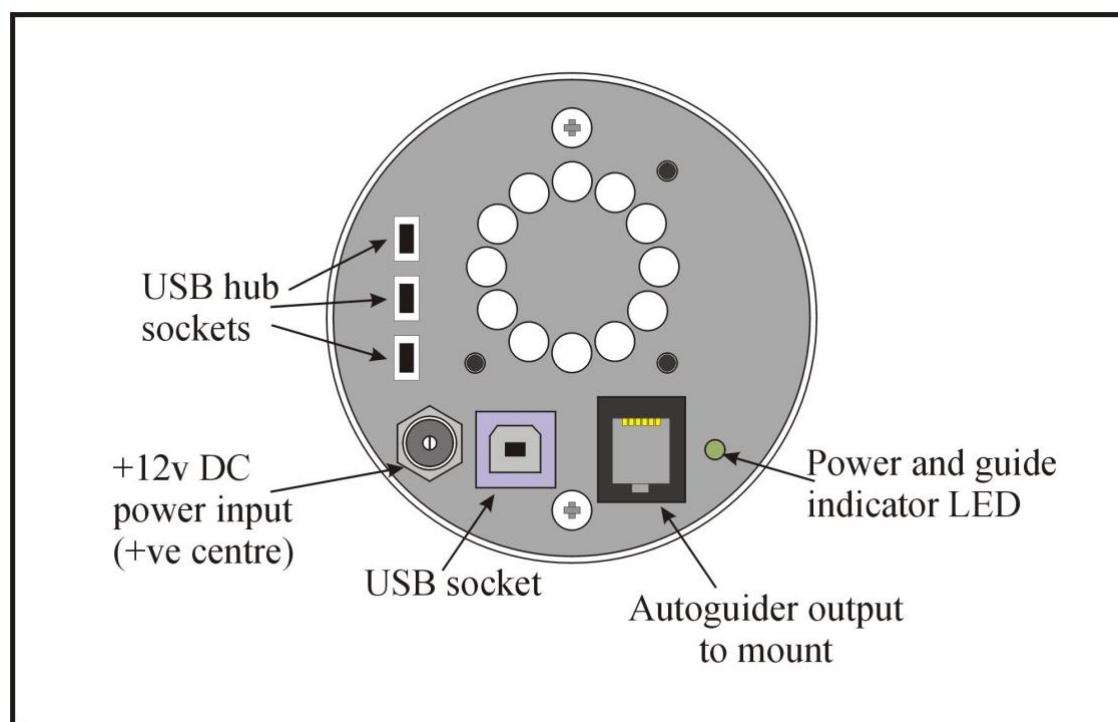 USB hub
sockets
+12v DC
power input
(+ve centre)
USB socket
Autoguider output
to mount
Power and guide
indicator LED